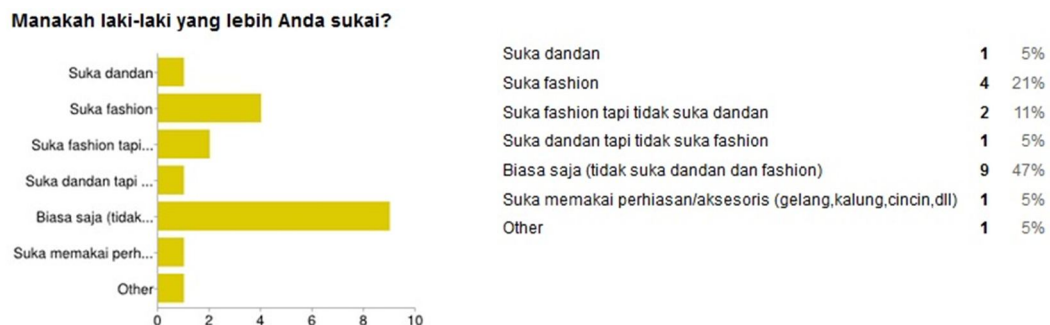 Manakah laki-laki yang lebih Anda sukai?
Suka dandan
Suka fashion
Suka fashion tapi...
Suka dandan tapi ...
Biasa saja (tidak...
Suka memakai perh...
Other
0 2 4 6 8 10
Suka dandan 1 5%
Suka fashion 4 21%
Suka fashion tapi tidak suka dandan 2 11%
Suka dandan tapi tidak suka fashion 1 5%
Biasa saja (tidak suka dandan dan fashion) 9 47%
Suka memakai perhiasan/aksesoris (gelang,kalung,cincin,dll) 1 5%
Other 1 5%